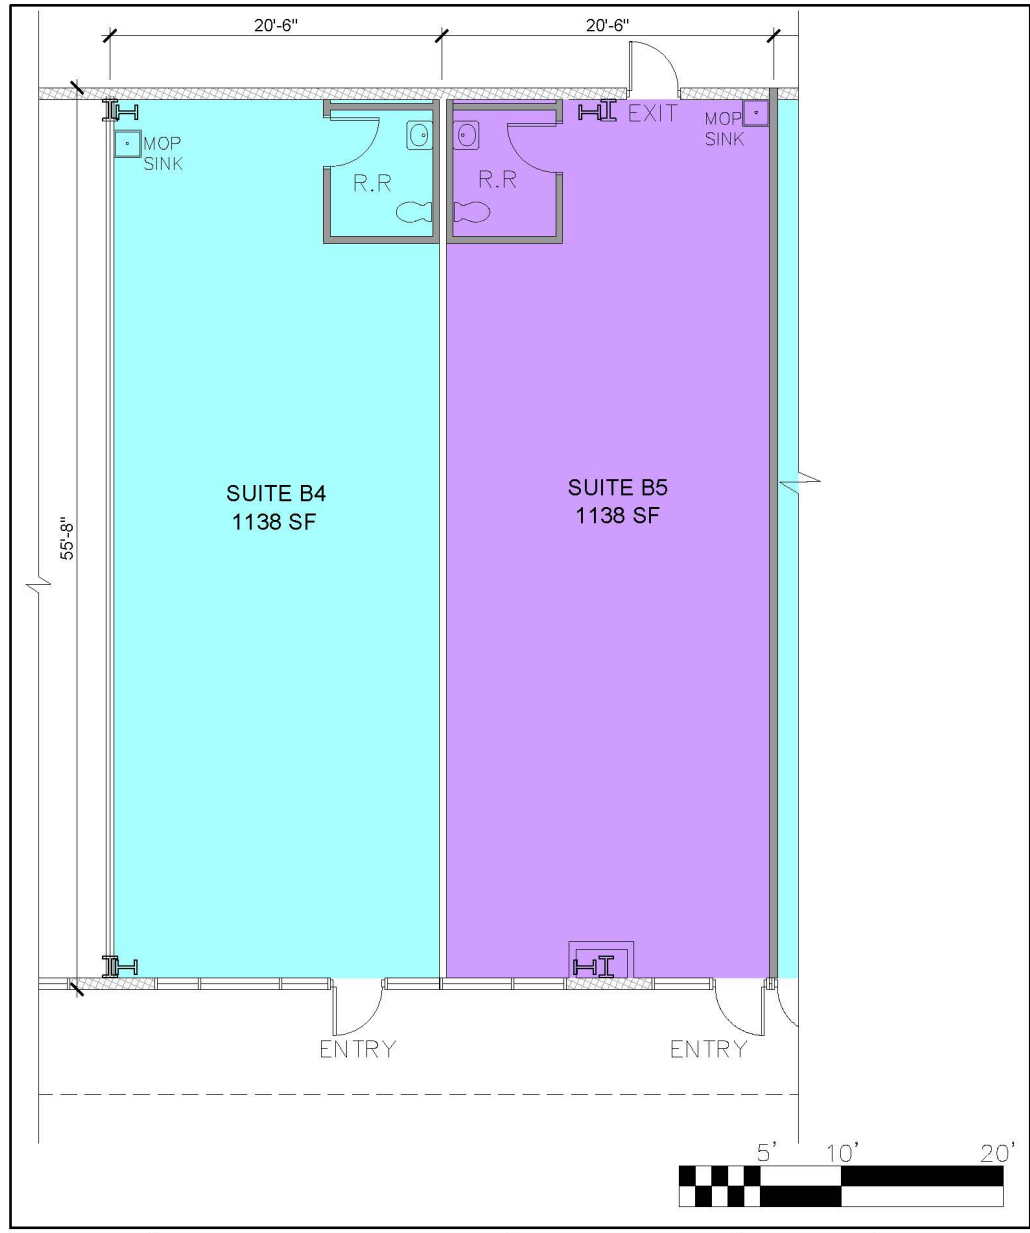 20'-6"
20'-6"
EXIT
MOP
SINK
MOP
SINK
R.R
R.R
SUITE B4
1138 SF
SUITE B5
1138 SF
55'-8"
ENTRY
ENTRY
5'
10'
20'